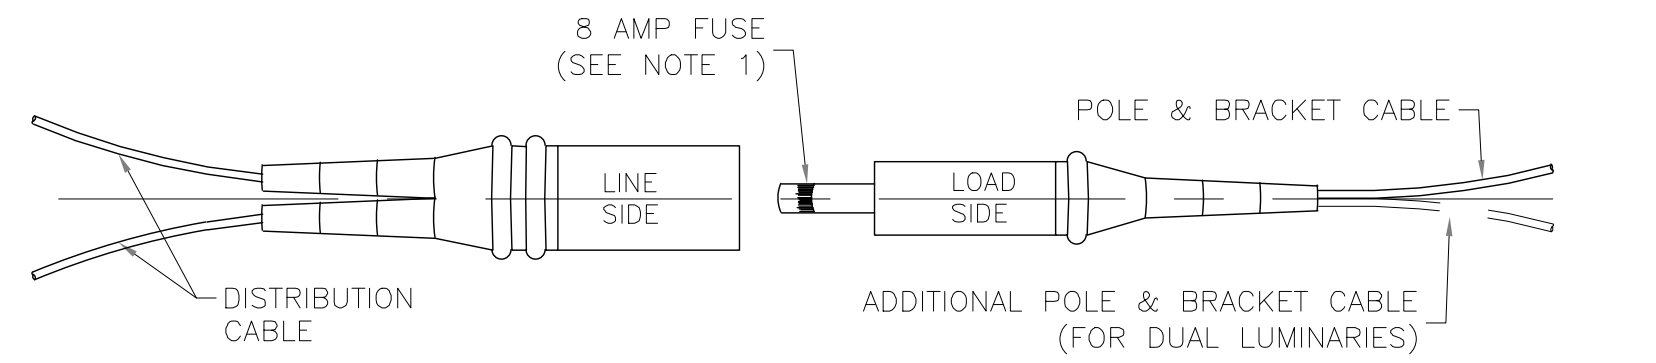 8 AMP FUSE
(SEE NOTE 1)
POLE & BRACKET CABLE
LINE
SIDE
LOAD
SIDE
DISTRIBUTION
CABLE
ADDITIONAL POLE & BRACKET CABLE
(FOR DUAL LUMINARIES)